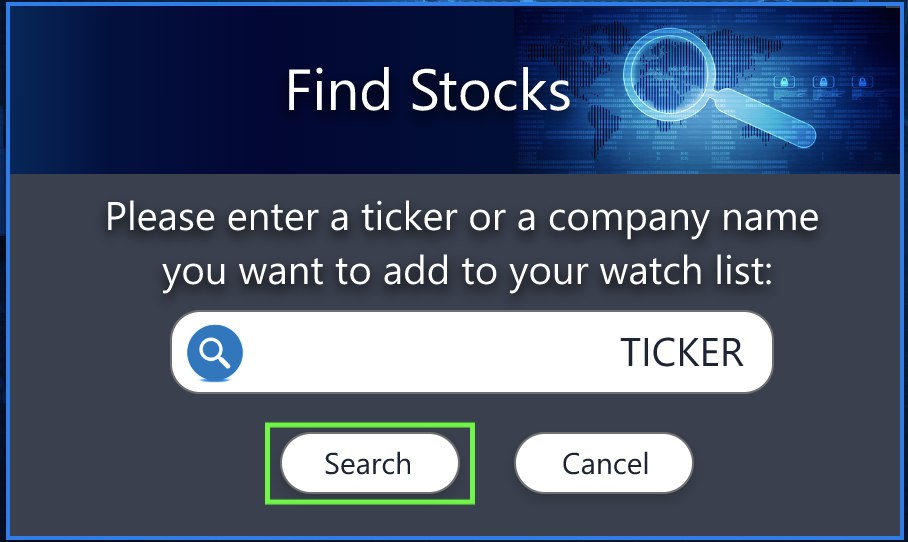 Find Stocks
Please enter a ticker or a company name
you want to add to your watch list:
TICKER
Search Cancel